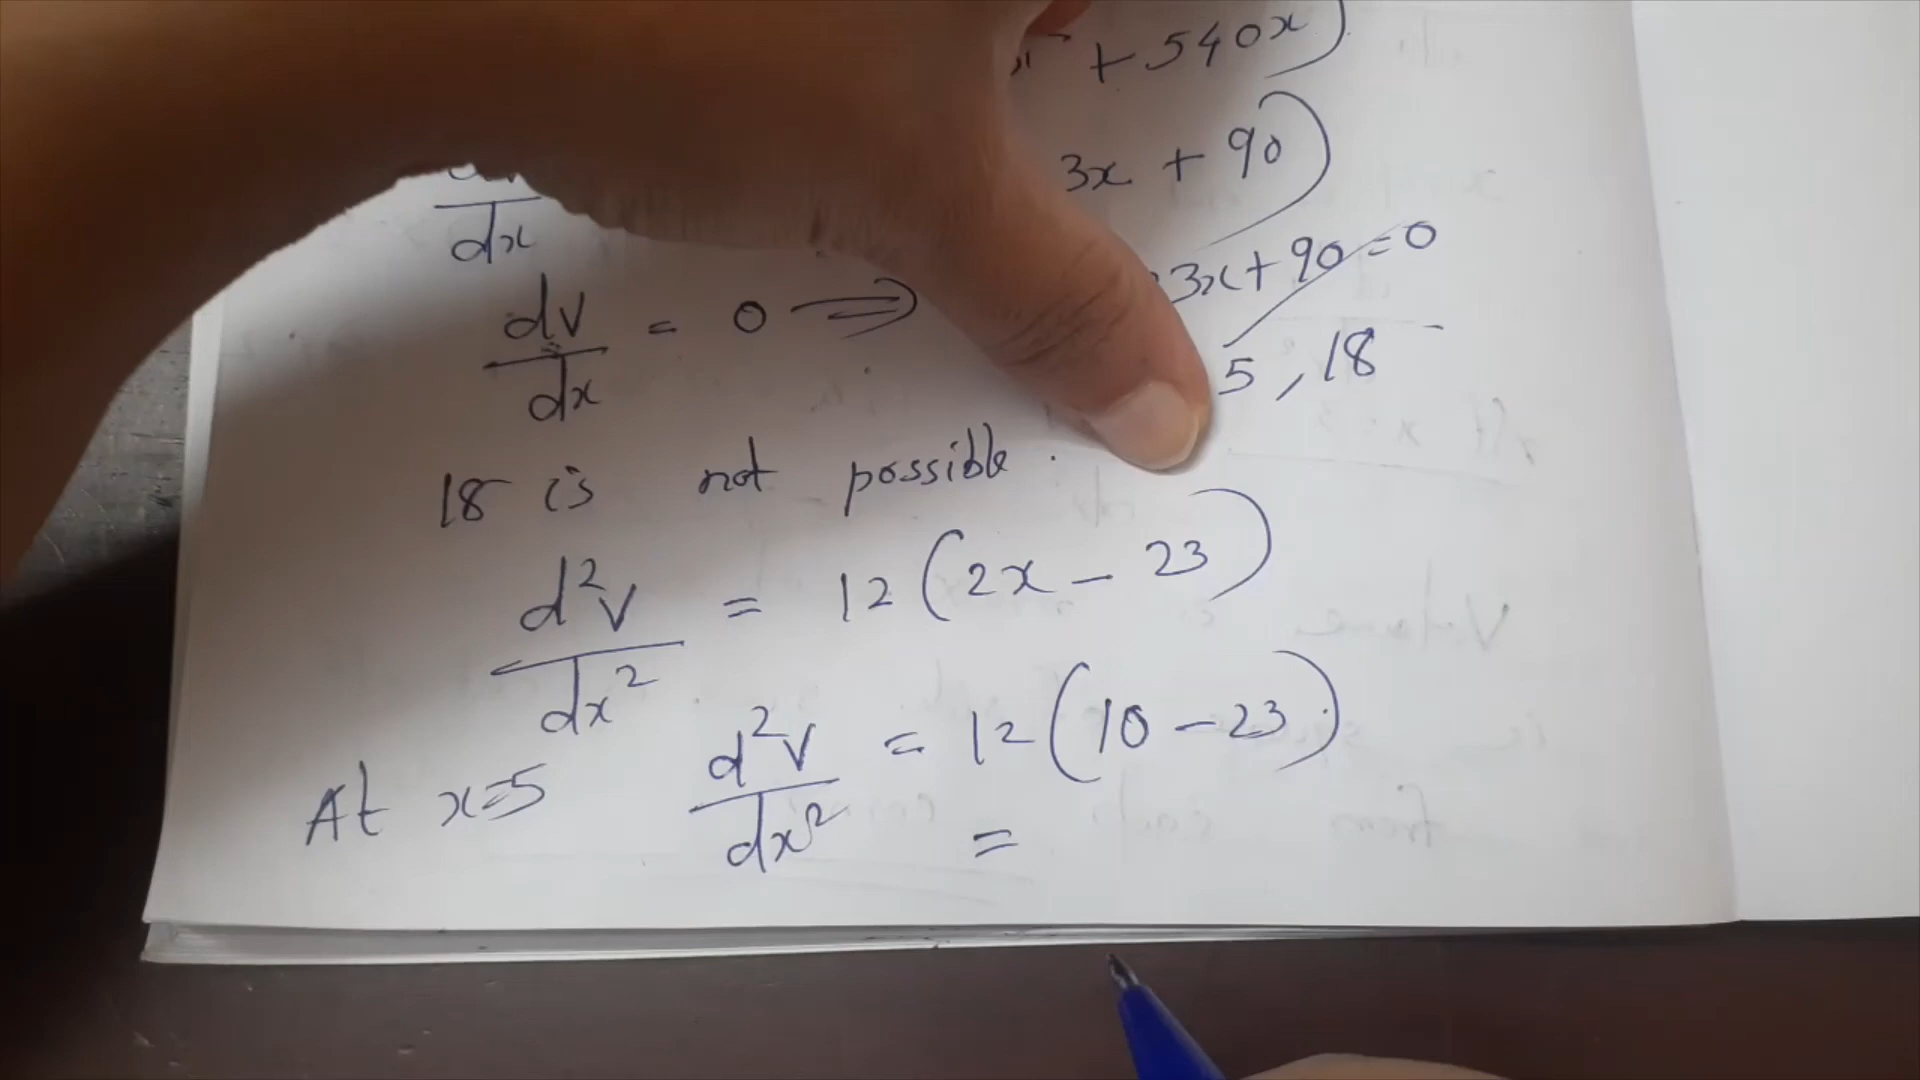 + 540x)
dx 3x + 90)
dV/dx = 0 ⇒ 3x + 90 = 0
5, 18
18 is not possible.
d²V/dx² = 12(2x - 23)
At x=5 d²V/dx² = 12(10 - 23)
=